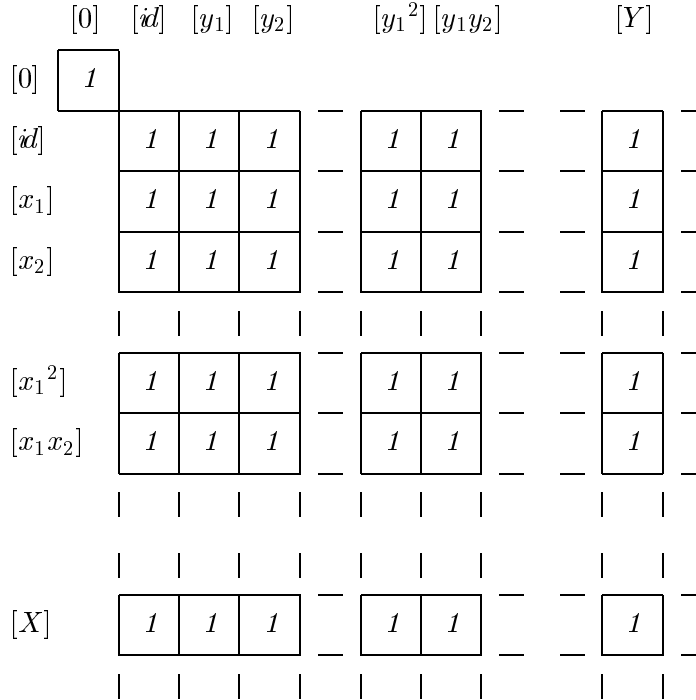 [0] [id] [y₁] [y₂] [y₁²] [y₁y₂] [Y]
[0] 1
[id] 1 1 1 1 1 1
[x₁] 1 1 1 1 1 1
[x₂] 1 1 1 1 1 1
[x₁²] 1 1 1 1 1 1
[x₁x₂] 1 1 1 1 1 1
[X] 1 1 1 1 1 1